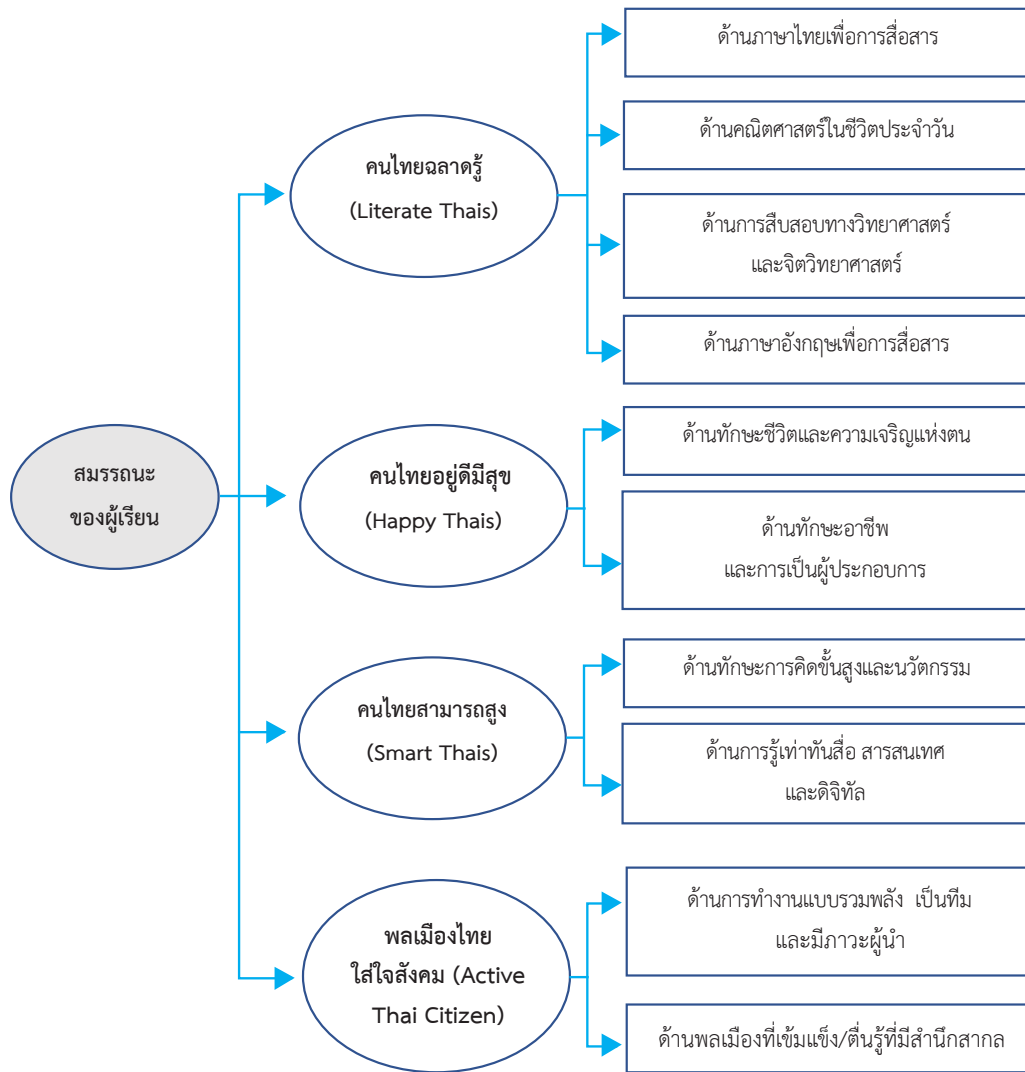 สมรรถนะ
ของผู้เรียน
คนไทยฉลาดรู้
(Literate Thais)
ด้านภาษาไทยเพื่อการสื่อสาร
ด้านคณิตศาสตร์ในชีวิตประจำวัน
ด้านการสืบสอบทางวิทยาศาสตร์
และจิตวิทยาศาสตร์
ด้านภาษาอังกฤษเพื่อการสื่อสาร
คนไทยอยู่ดีมีสุข
(Happy Thais)
ด้านทักษะชีวิตและความเจริญแห่งตน
ด้านทักษะอาชีพ
และการเป็นผู้ประกอบการ
คนไทยสามารถสูง
(Smart Thais)
ด้านทักษะการคิดขั้นสูงและนวัตกรรม
ด้านการรู้เท่าทันสื่อ สารสนเทศ
และดิจิทัล
พลเมืองไทย
ใส่ใจสังคม (Active
Thai Citizen)
ด้านการทำงานแบบรวมพลัง เป็นทีม
และมีภาวะผู้นำ
ด้านพลเมืองที่เข้มแข็ง/ตื่นรู้ที่มีสำนึกสากล